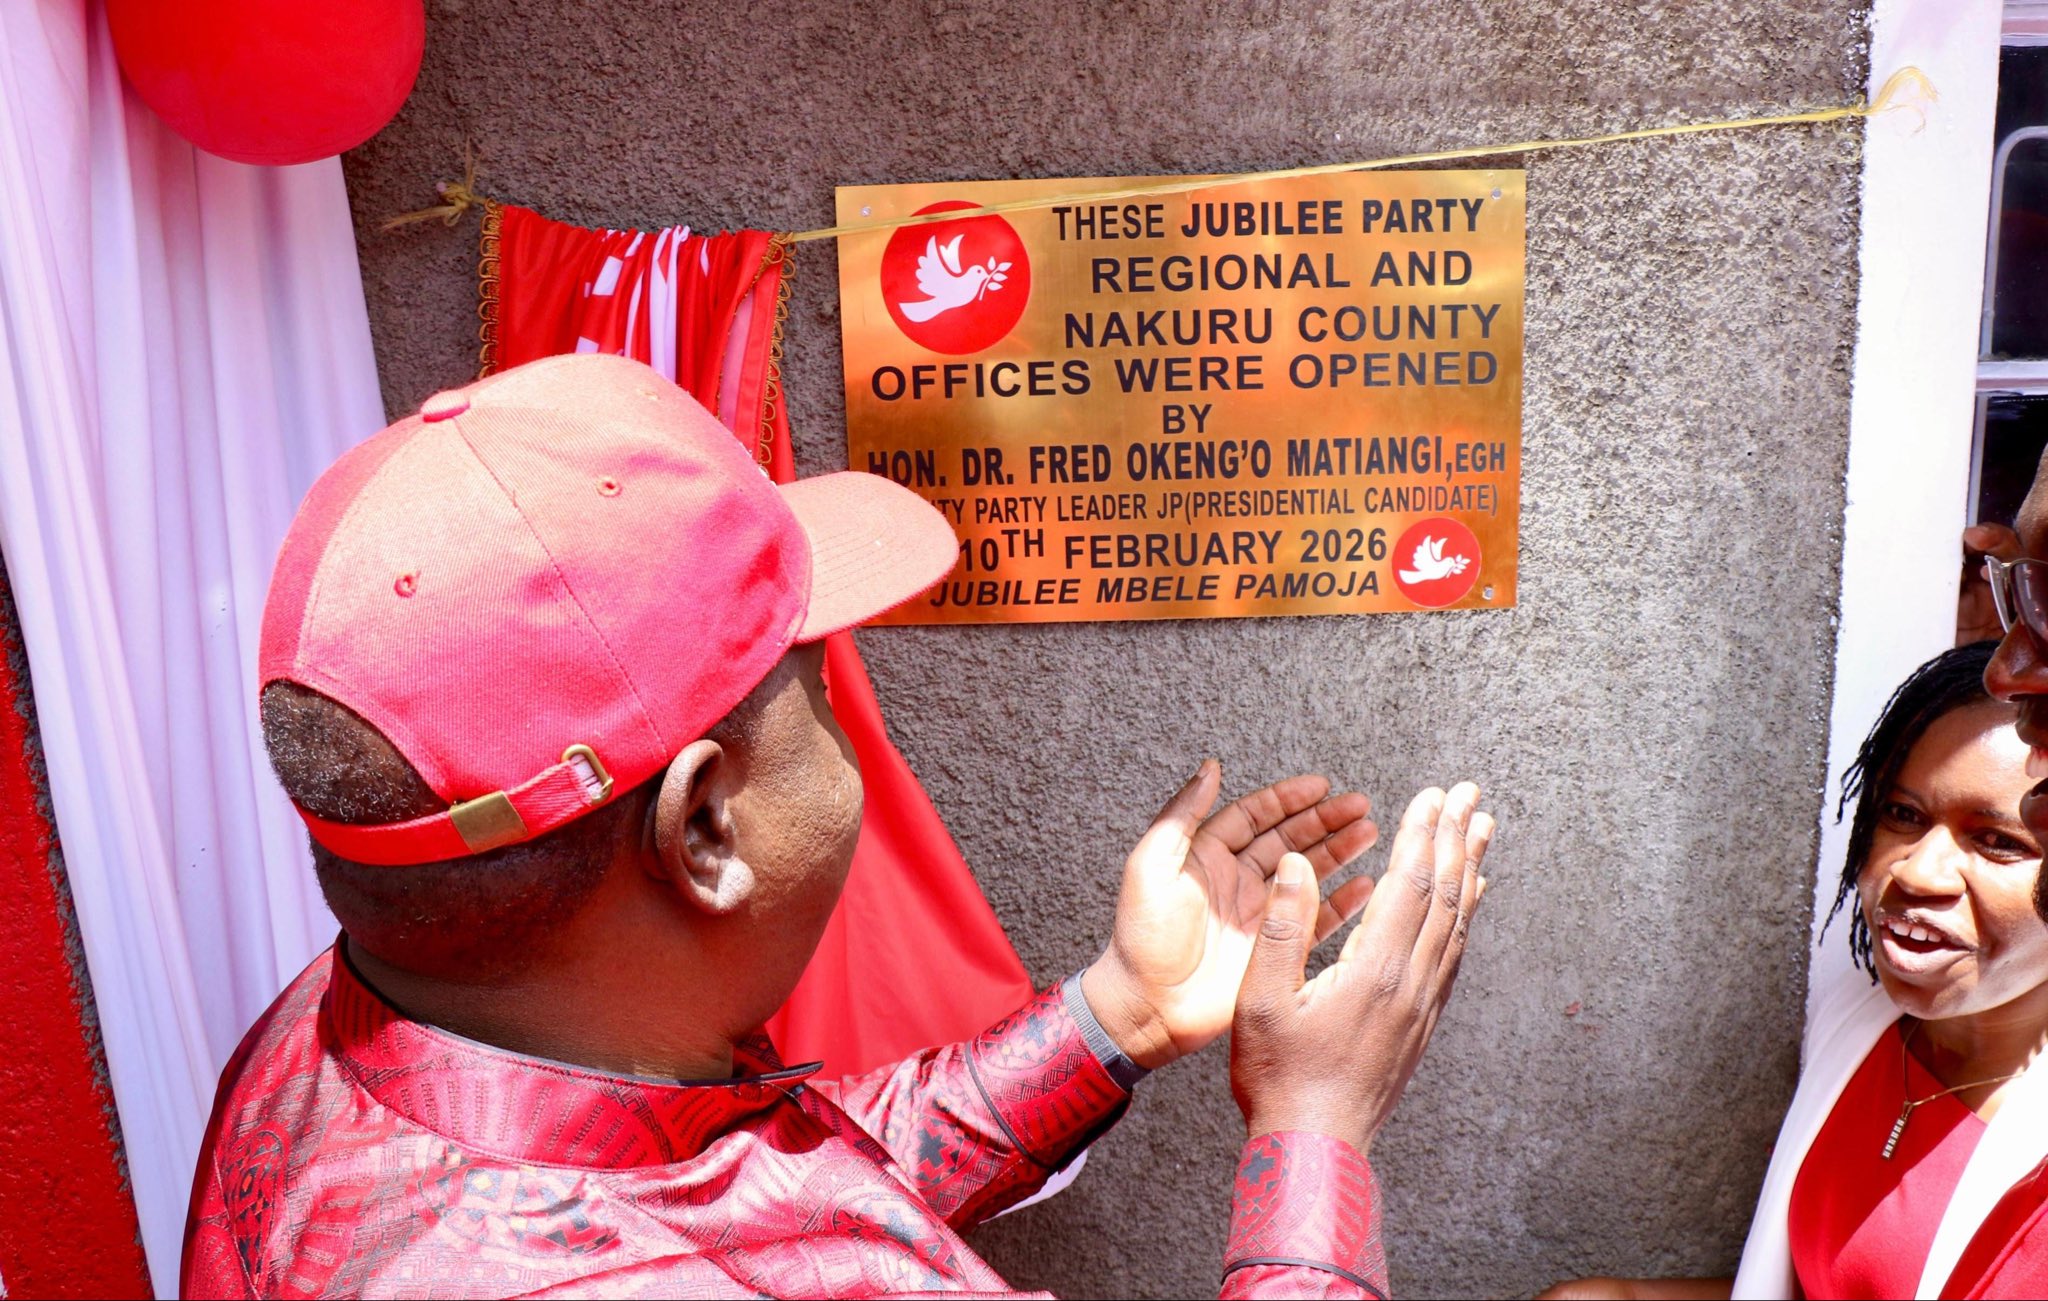 THESE JUBILEE PARTY
REGIONAL AND
NAKURU COUNTY
OFFICES WERE OPENED
BY
HON. DR. FRED OKENG'O MATIANGI,EGH
PARTY LEADER JP(PRESIDENTIAL CANDIDATE)
10TH FEBRUARY 2026
JUBILEE MBELE PAMOJA